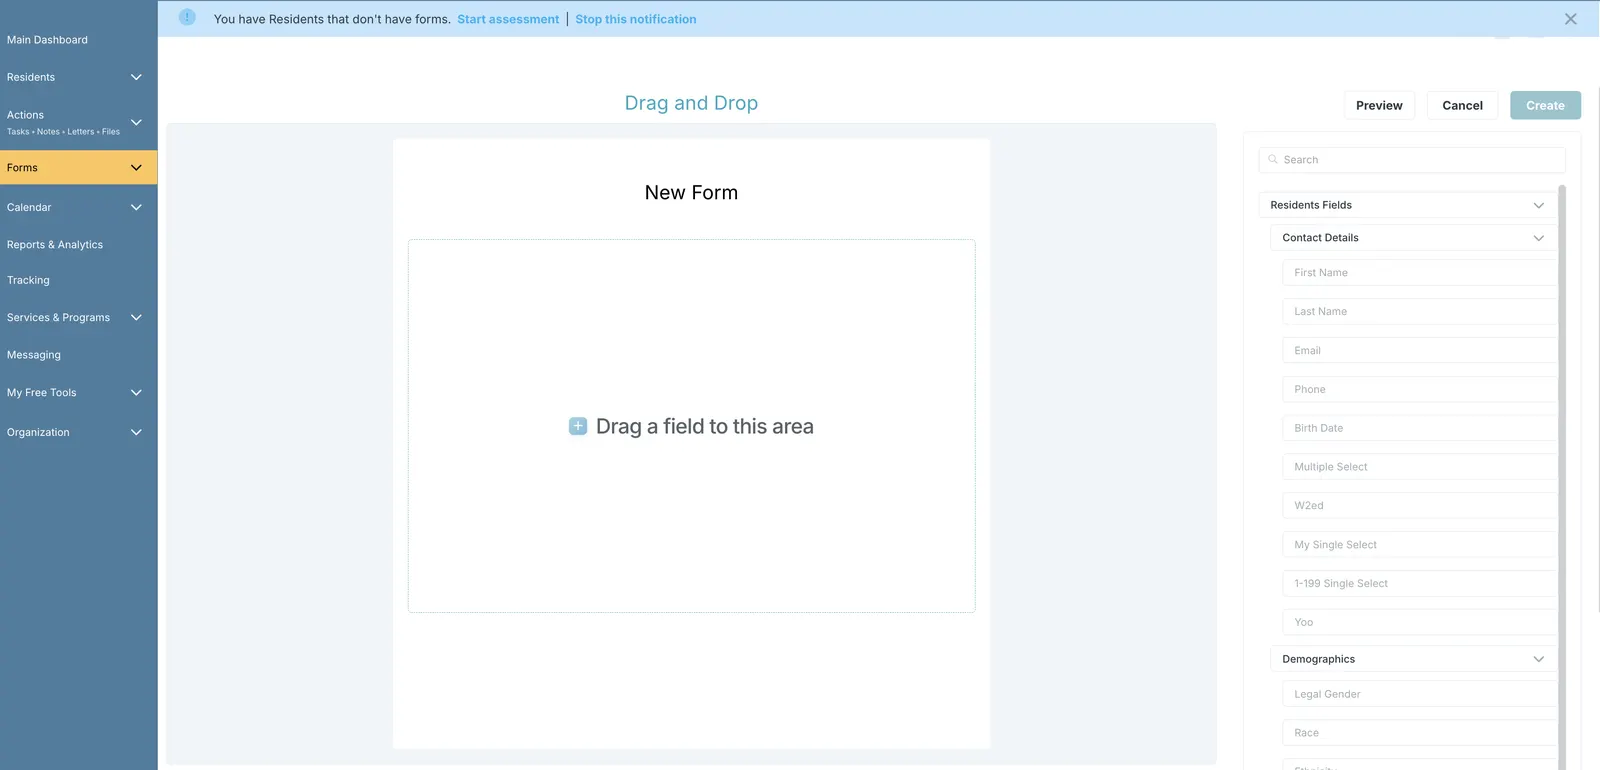 You have Residents that don't have forms. Start assessment | Stop this notification
Main Dashboard
Residents
Actions
Tasks • Notes • Letters • Files
Forms
Calendar
Reports & Analytics
Tracking
Services & Programs
Messaging
My Free Tools
Organization
Drag and Drop
Preview
Cancel
Create
New Form
Drag a field to this area
Search
Residents Fields
Contact Details
First Name
Last Name
Email
Phone
Birth Date
Multiple Select
W2ed
My Single Select
1-199 Single Select
Yoo
Demographics
Legal Gender
Race